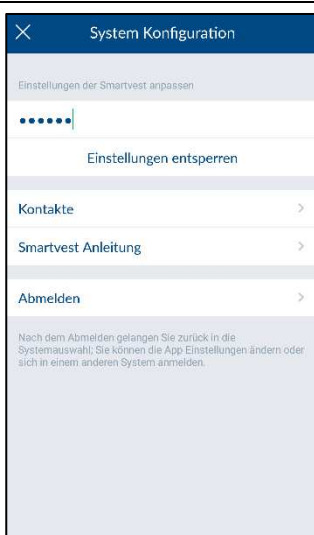 System Konfiguration
Einstellungen der Smartvest anpassen
••••••
Einstellungen entsperren
Kontakte
Smartvest Anleitung
Abmelden
Nach dem Abmelden gelangen Sie zurück in die
Systemauswahl; Sie können die App Einstellungen ändern oder
sich in einem anderen System anmelden.